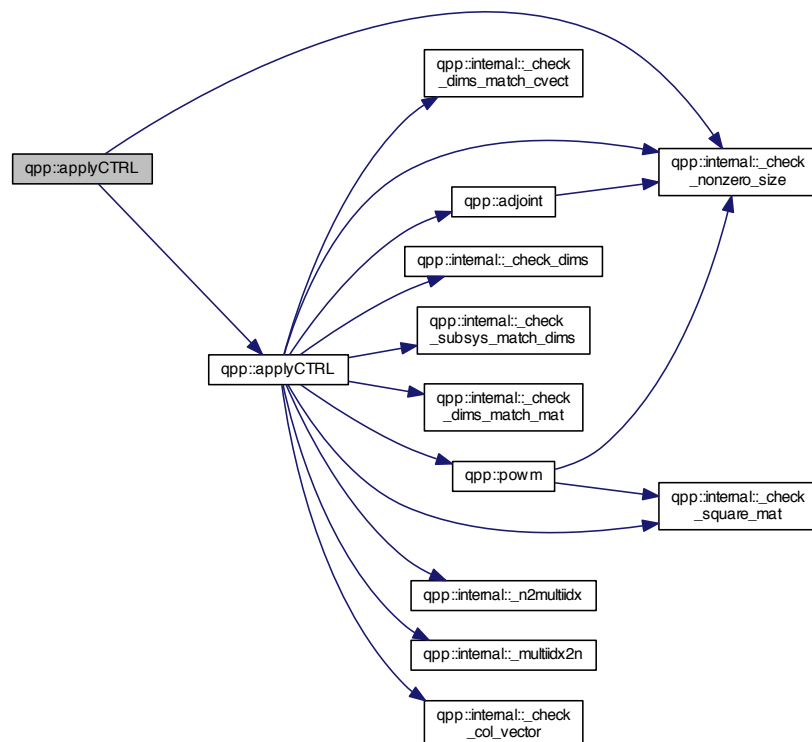 qpp::internal::_check
_dims_match_cvect
qpp::applyCTRL
qpp::internal::_check
_nonzero_size
qpp::adjoint
qpp::internal::_check_dims
qpp::internal::_check
_subsys_match_dims
qpp::applyCTRL
qpp::internal::_check
_dims_match_mat
qpp::powm
qpp::internal::_check
_square_mat
qpp::internal::_n2multiidx
qpp::internal::_multiidx2n
qpp::internal::_check
_col_vector